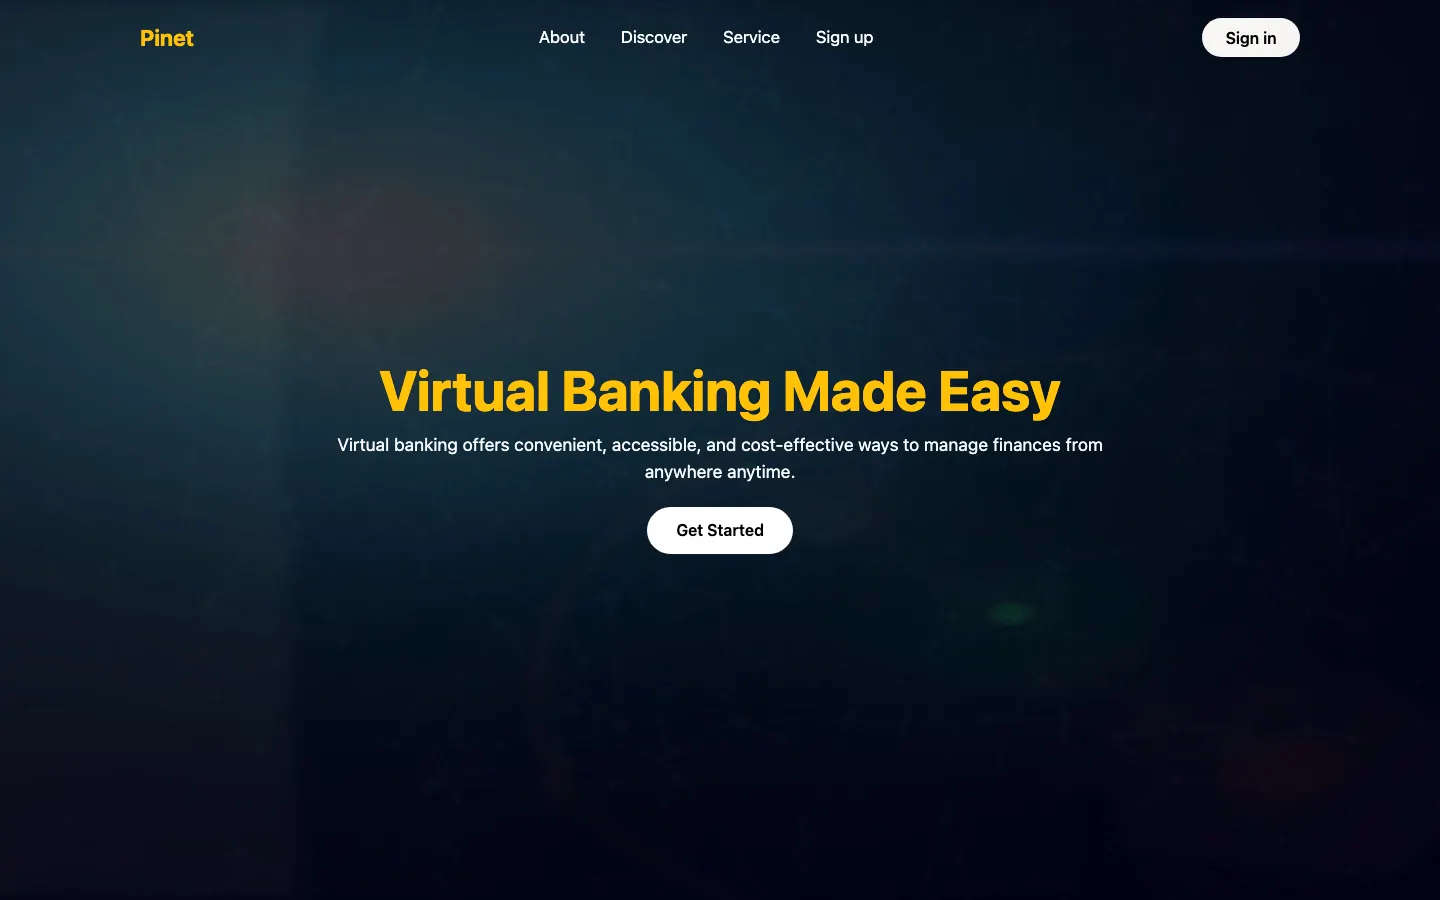 Pinet
About
Discover
Service
Sign up
Sign in
Virtual Banking Made Easy
Virtual banking offers convenient, accessible, and cost-effective ways to manage finances from
anywhere anytime.
Get Started